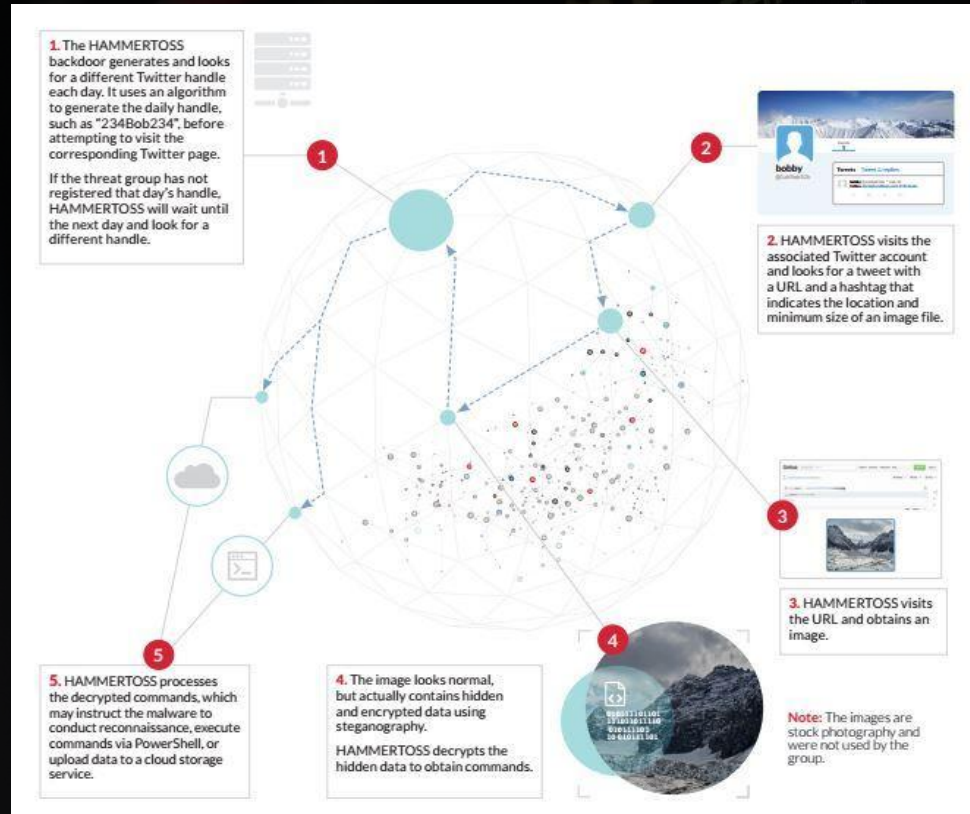 1. The HAMMERTOSS
backdoor generates and looks
for a different Twitter handle
each day. It uses an algorithm
to generate the daily handle,
such as "234Bob234", before
attempting to visit the
corresponding Twitter page.
If the threat group has not
registered that day's handle,
HAMMERTOSS will wait until
the next day and look for a
different handle.
1
2
bobby
Tweets
2. HAMMERTOSS visits the
associated Twitter account
and looks for a tweet with
a URL and a hashtag that
indicates the location and
minimum size of an image file.
3
3. HAMMERTOSS visits
the URL and obtains an
image.
4
4. The image looks normal,
but actually contains hidden
and encrypted data using
steganography.
HAMMERTOSS decrypts the
hidden data to obtain commands.
5
5. HAMMERTOSS processes
the decrypted commands, which
may instruct the malware to
conduct reconnaissance, execute
commands via PowerShell, or
upload data to a cloud storage
service.
Note: The images are
stock photography and
were not used by the
group.